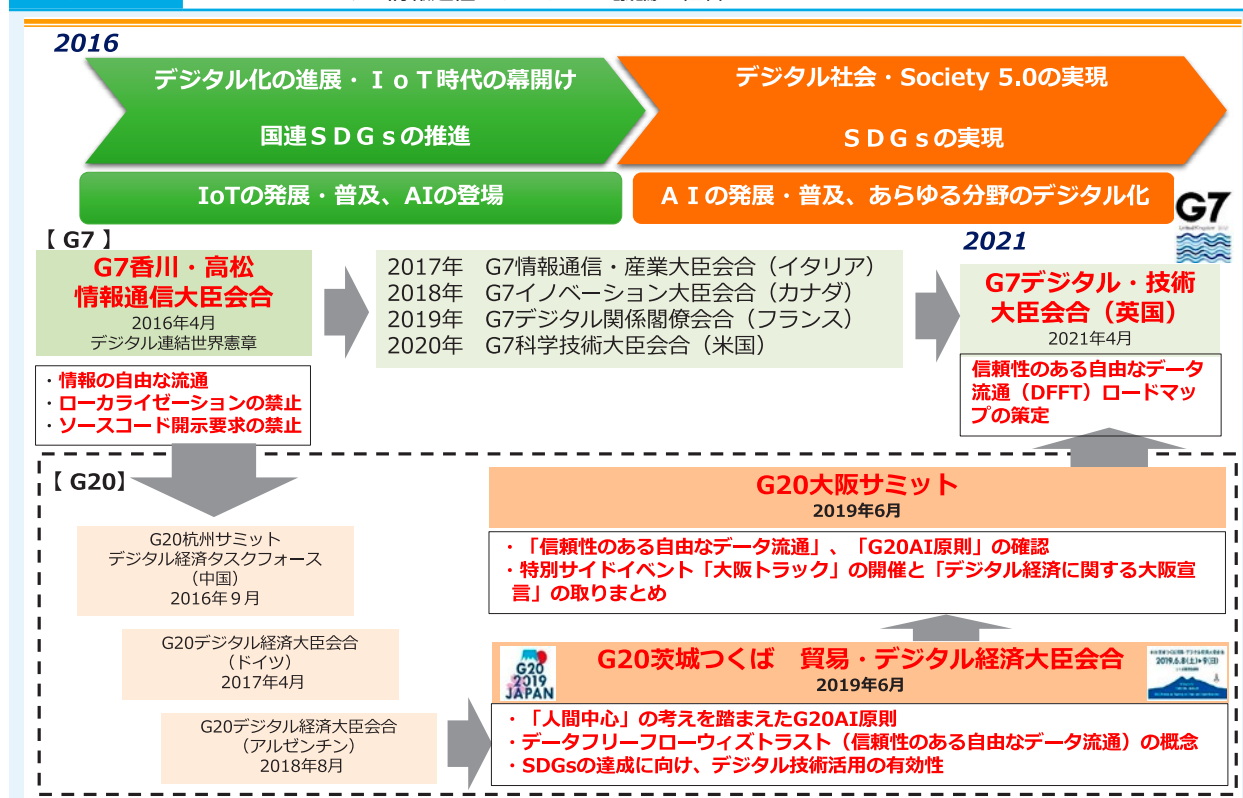 2016
デジタル化の進展・ＩｏＴ時代の幕開け
国連ＳＤＧｓの推進
デジタル社会・Society 5.0の実現
ＳＤＧｓの実現
IoTの発展・普及、AIの登場
ＡＩの発展・普及、あらゆる分野のデジタル化
G7
【 G7 】
2021
G7香川・高松
情報通信大臣会合
2016年4月
デジタル連結世界憲章
・情報の自由な流通
・ローカライゼーションの禁止
・ソースコード開示要求の禁止
2017年　G7情報通信・産業大臣会合（イタリア）
2018年　G7イノベーション大臣会合（カナダ）
2019年　G7デジタル関係閣僚会合（フランス）
2020年　G7科学技術大臣会合（米国）
G7デジタル・技術
大臣会合（英国）
2021年4月
信頼性のある自由なデータ
流通（DFFT）ロードマッ
プの策定
【 G20】
G20杭州サミット
デジタル経済タスクフォース
（中国）
2016年９月
G20デジタル経済大臣会合
（ドイツ）
2017年4月
G20デジタル経済大臣会合
（アルゼンチン）
2018年8月
G20大阪サミット
2019年6月
・「信頼性のある自由なデータ流通」、「G20AI原則」の確認
・特別サイドイベント「大阪トラック」の開催と「デジタル経済に関する大阪宣
言」の取りまとめ
G20
2019
JAPAN
G20茨城つくば　貿易・デジタル経済大臣会合
2019年6月
2019.6.8(土)・9(日)
・「人間中心」の考えを踏まえたG20AI原則
・データフリーフローウィズトラスト（信頼性のある自由なデータ流通）の概念
・SDGsの達成に向け、デジタル技術活用の有効性